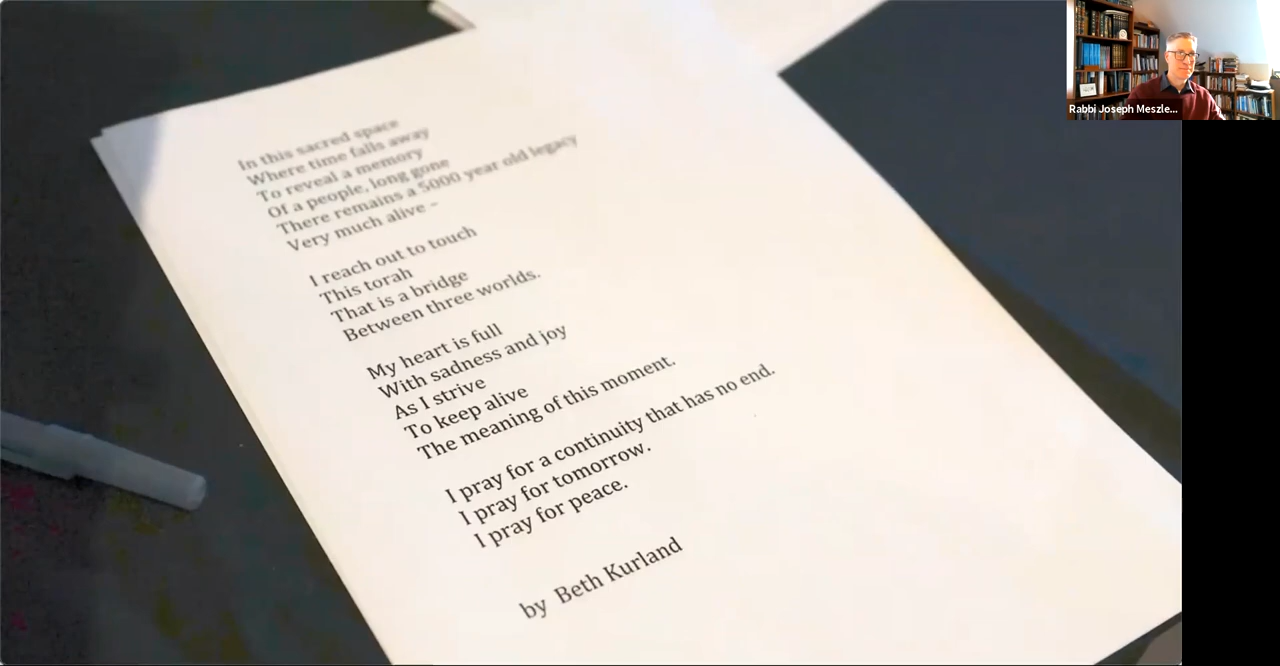 In this sacred space
Where time falls away
To reveal a memory
Of a people, long gone
There remains a 5000 year old legacy
Very much alive –
I reach out to touch
This torah
That is a bridge
Between three worlds.
My heart is full
With sadness and joy
As I strive
To keep alive
The meaning of this moment.
I pray for a continuity that has no end.
I pray for tomorrow.
I pray for peace.
by Beth Kurland
Rabbi Joseph Meszle...